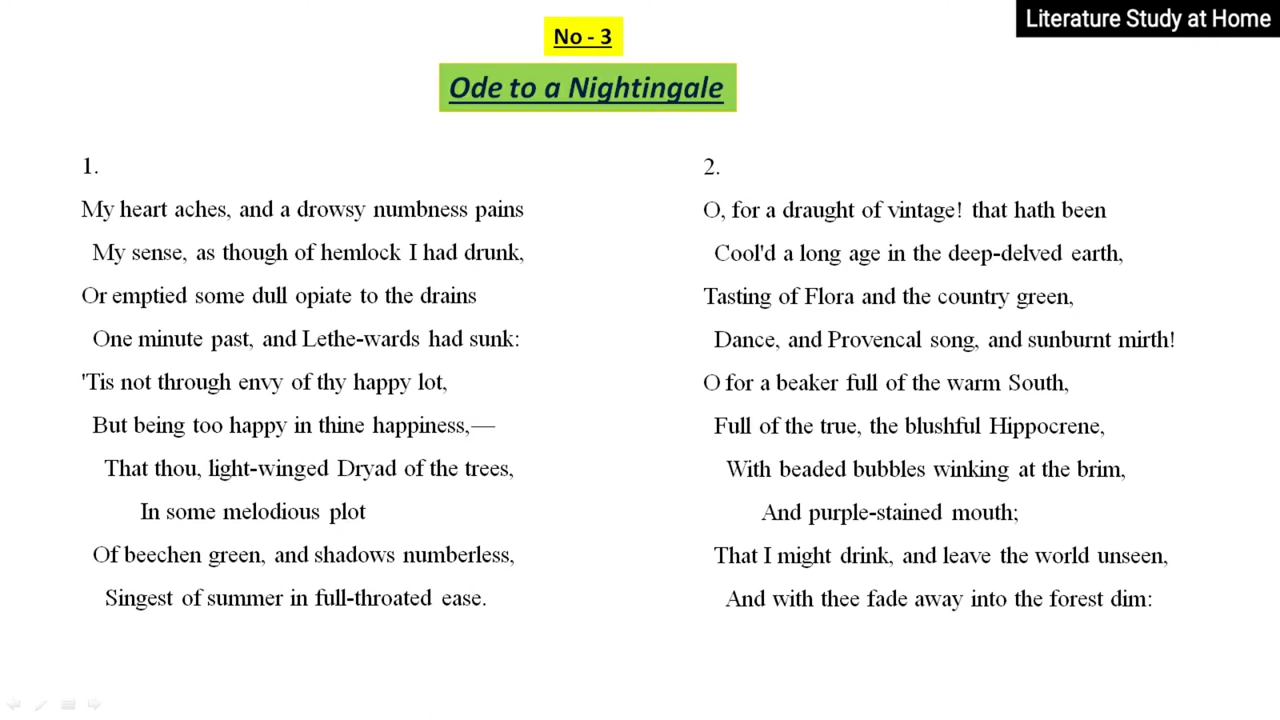 Literature Study at Home
No - 3
Ode to a Nightingale
1.
My heart aches, and a drowsy numbness pains
My sense, as though of hemlock I had drunk,
Or emptied some dull opiate to the drains
One minute past, and Lethe-wards had sunk:
'Tis not through envy of thy happy lot,
But being too happy in thine happiness,—
That thou, light-winged Dryad of the trees,
In some melodious plot
Of beechen green, and shadows numberless,
Singest of summer in full-throated ease.
2.
O, for a draught of vintage! that hath been
Cool'd a long age in the deep-delved earth,
Tasting of Flora and the country green,
Dance, and Provencal song, and sunburnt mirth!
O for a beaker full of the warm South,
Full of the true, the blushful Hippocrene,
With beaded bubbles winking at the brim,
And purple-stained mouth;
That I might drink, and leave the world unseen,
And with thee fade away into the forest dim: